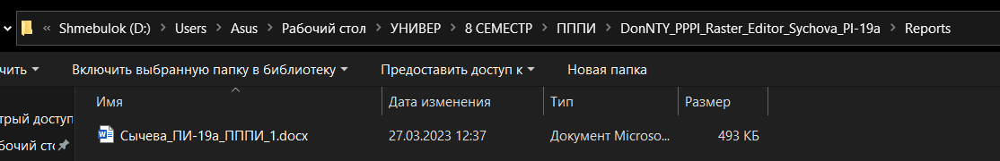 Shmebulok (D:) > Users > Asus > Рабочий стол > УНИВЕР > 8 СЕМЕСТР > ПППИ > DonNTY_PPPI_Raster_Editor_Sychova_PI-19a > Reports
чить Включить выбранную папку в библиотеку Предоставить доступ к Новая папка
Имя Дата изменения Тип Размер
трый доступ
Сычева_ПИ-19а_ПППИ_1.docx 27.03.2023 12:37 Документ Microso... 493 КБ
бочий сто